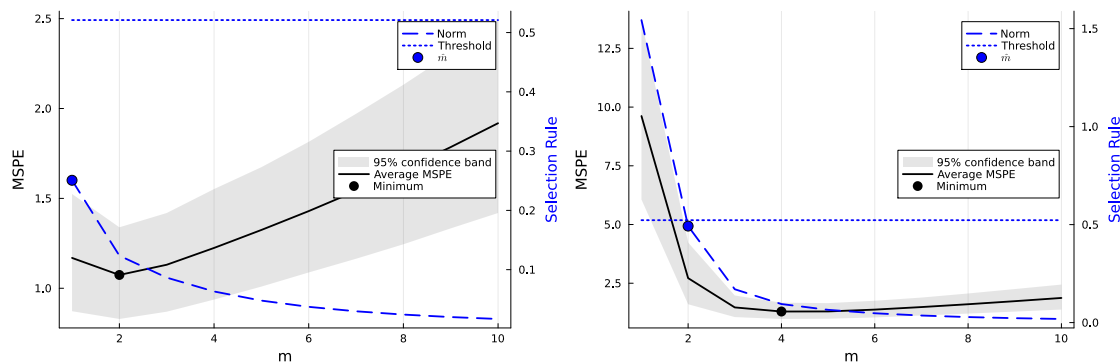 2.5
2.0
1.5
1.0
MSPE
2
4
6
8
10
m
0.5
0.4
0.3
0.2
0.1
Selection Rule
Norm
Threshold
m̂
95% confidence band
Average MSPE
Minimum
12.5
10.0
7.5
5.0
2.5
MSPE
2
4
6
8
10
m
1.5
1.0
0.5
0.0
Selection Rule
Norm
Threshold
m̂
95% confidence band
Average MSPE
Minimum